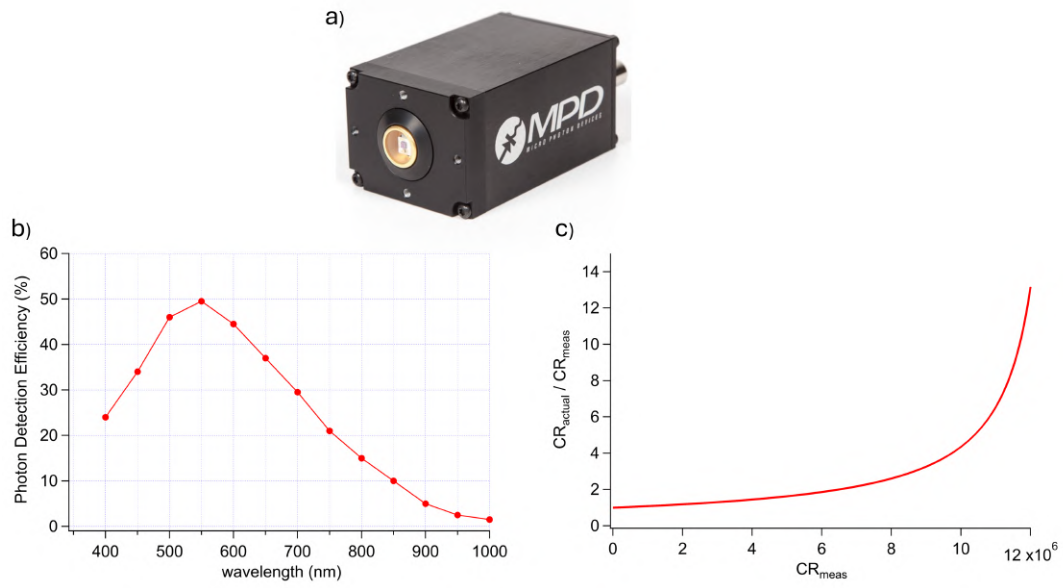 a)
MPD
MICRO PHOTON DEVICES
b)
60
50
40
30
20
10
0
Photon Detection Efficiency (%)
400
500
600
700
800
900
1000
wavelength (nm)
c)
14
12
10
8
6
4
2
0
CRactual / CRmeas
0
2
4
6
8
10
12 x10⁶
CRmeas